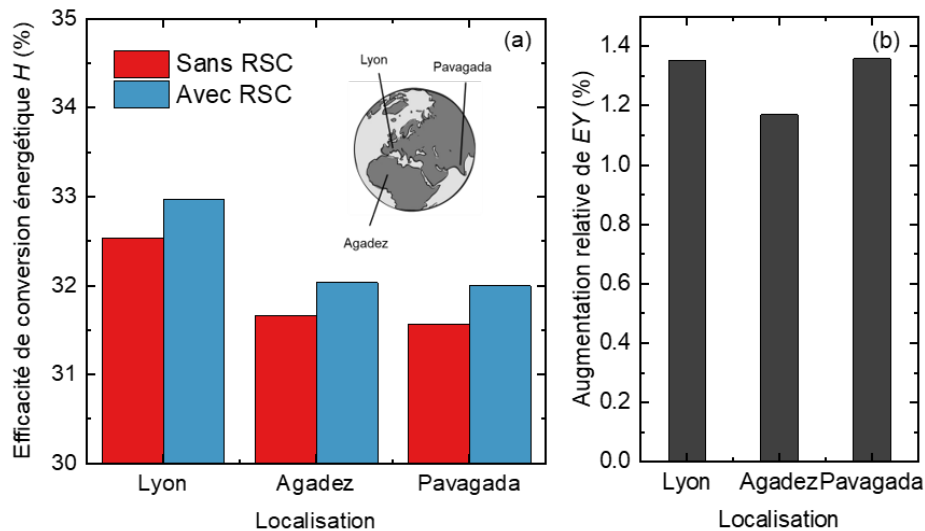 Efficacité de conversion énergétique H (%)
35
34
33
32
31
30
(a)
Sans RSC
Avec RSC
Lyon
Pavagada
Agadez
Lyon
Agadez
Pavagada
Localisation
Augmentation relative de EY (%)
(b)
1.4
1.2
1.0
0.8
0.6
0.4
0.2
0.0
Lyon
Agadez
Pavagada
Localisation